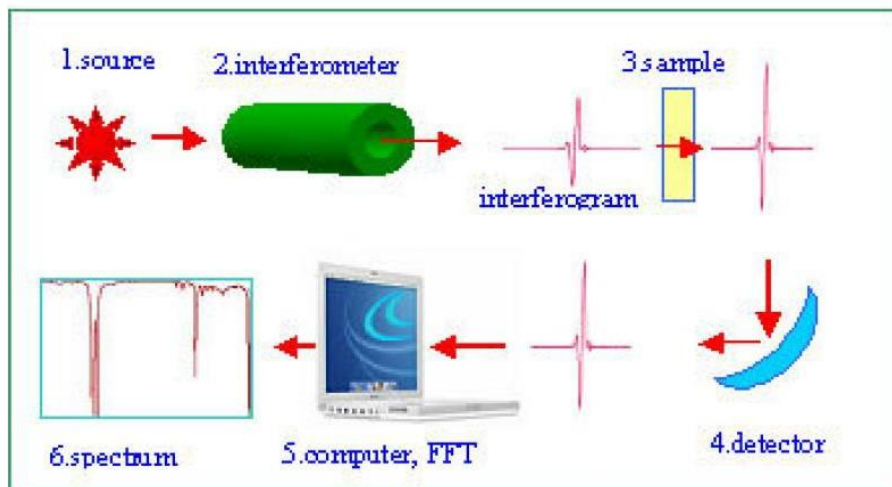 1.source
2.interferometer
3.sample
interferogram
4.detector
5.computer, FFT
6.spectrum